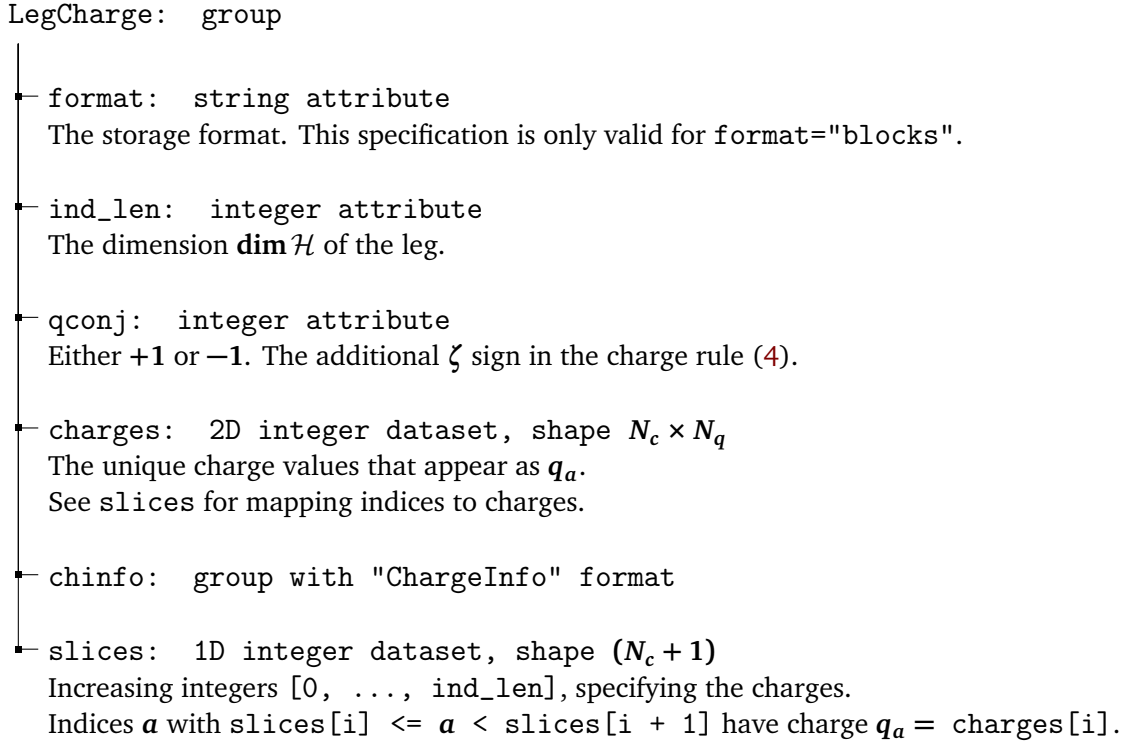 LegCharge: group
format: string attribute
The storage format. This specification is only valid for format="blocks".
ind_len: integer attribute
The dimension dim ℋ of the leg.
qconj: integer attribute
Either +1 or −1. The additional ζ sign in the charge rule (4).
charges: 2D integer dataset, shape N_c × N_q
The unique charge values that appear as q_a.
See slices for mapping indices to charges.
chinfo: group with "ChargeInfo" format
slices: 1D integer dataset, shape (N_c + 1)
Increasing integers [0, ..., ind_len], specifying the charges.
Indices a with slices[i] <= a < slices[i + 1] have charge q_a = charges[i].